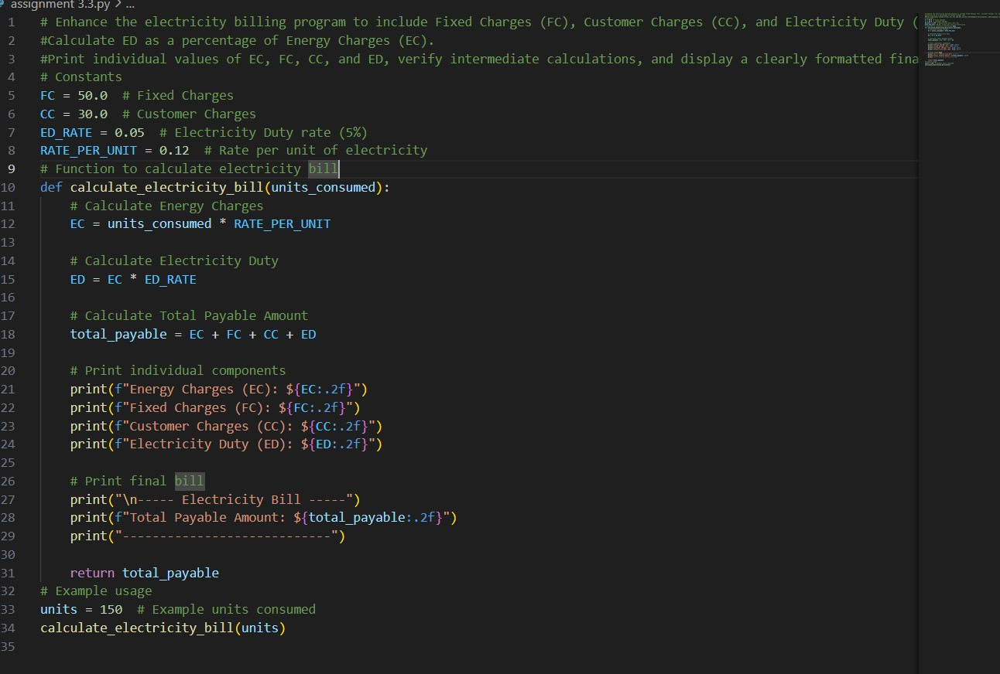 assignment 3.3.py > ...
1 # Enhance the electricity billing program to include Fixed Charges (FC), Customer Charges (CC), and Electricity Duty (
2 #Calculate ED as a percentage of Energy Charges (EC).
3 #Print individual values of EC, FC, CC, and ED, verify intermediate calculations, and display a clearly formatted fina
4 # Constants
5 FC = 50.0  # Fixed Charges
6 CC = 30.0  # Customer Charges
7 ED_RATE = 0.05  # Electricity Duty rate (5%)
8 RATE_PER_UNIT = 0.12  # Rate per unit of electricity
9 # Function to calculate electricity bill
10 def calculate_electricity_bill(units_consumed):
11     # Calculate Energy Charges
12     EC = units_consumed * RATE_PER_UNIT
13
14     # Calculate Electricity Duty
15     ED = EC * ED_RATE
16
17     # Calculate Total Payable Amount
18     total_payable = EC + FC + CC + ED
19
20     # Print individual components
21     print(f"Energy Charges (EC): ${EC:.2f}")
22     print(f"Fixed Charges (FC): ${FC:.2f}")
23     print(f"Customer Charges (CC): ${CC:.2f}")
24     print(f"Electricity Duty (ED): ${ED:.2f}")
25
26     # Print final bill
27     print("\n----- Electricity Bill -----")
28     print(f"Total Payable Amount: ${total_payable:.2f}")
29     print("----------------------------")
30
31     return total_payable
32 # Example usage
33 units = 150  # Example units consumed
34 calculate_electricity_bill(units)
35